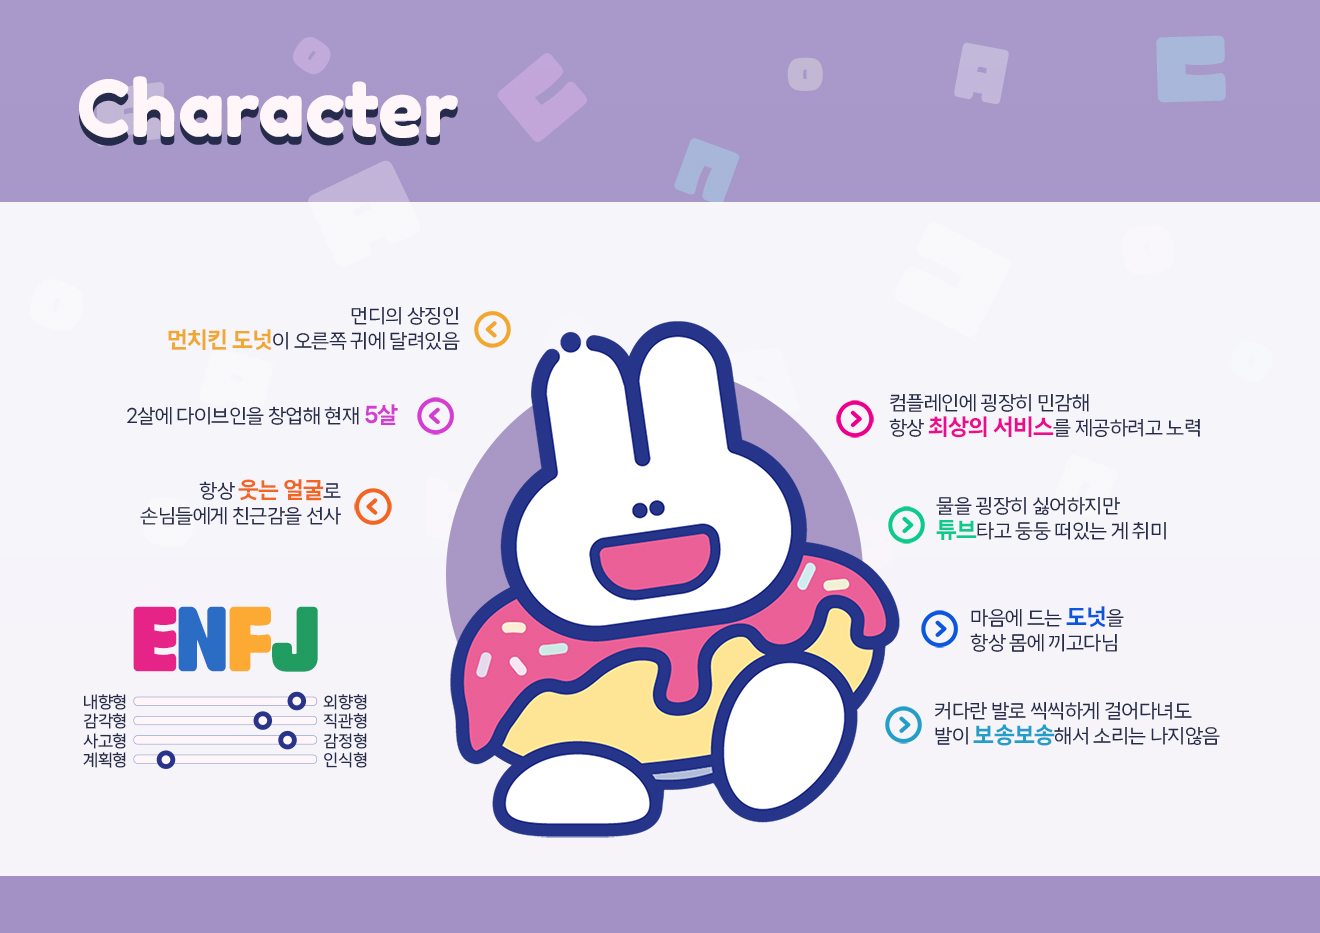 Character
먼디의 상징인
먼치킨 도넛이 오른쪽 귀에 달려있음
2살에 다이브인을 창업해 현재 5살
항상 웃는 얼굴로
손님들에게 친근감을 선사
컴플레인에 굉장히 민감해
항상 최상의 서비스를 제공하려고 노력
물을 굉장히 싫어하지만
튜브타고 둥둥 떠있는 게 취미
마음에 드는 도넛을
항상 몸에 끼고다님
커다란 발로 씩씩하게 걸어다녀도
발이 보송보송해서 소리는 나지않음
ENFJ
내향형 외향형
감각형 직관형
사고형 감정형
계획형 인식형